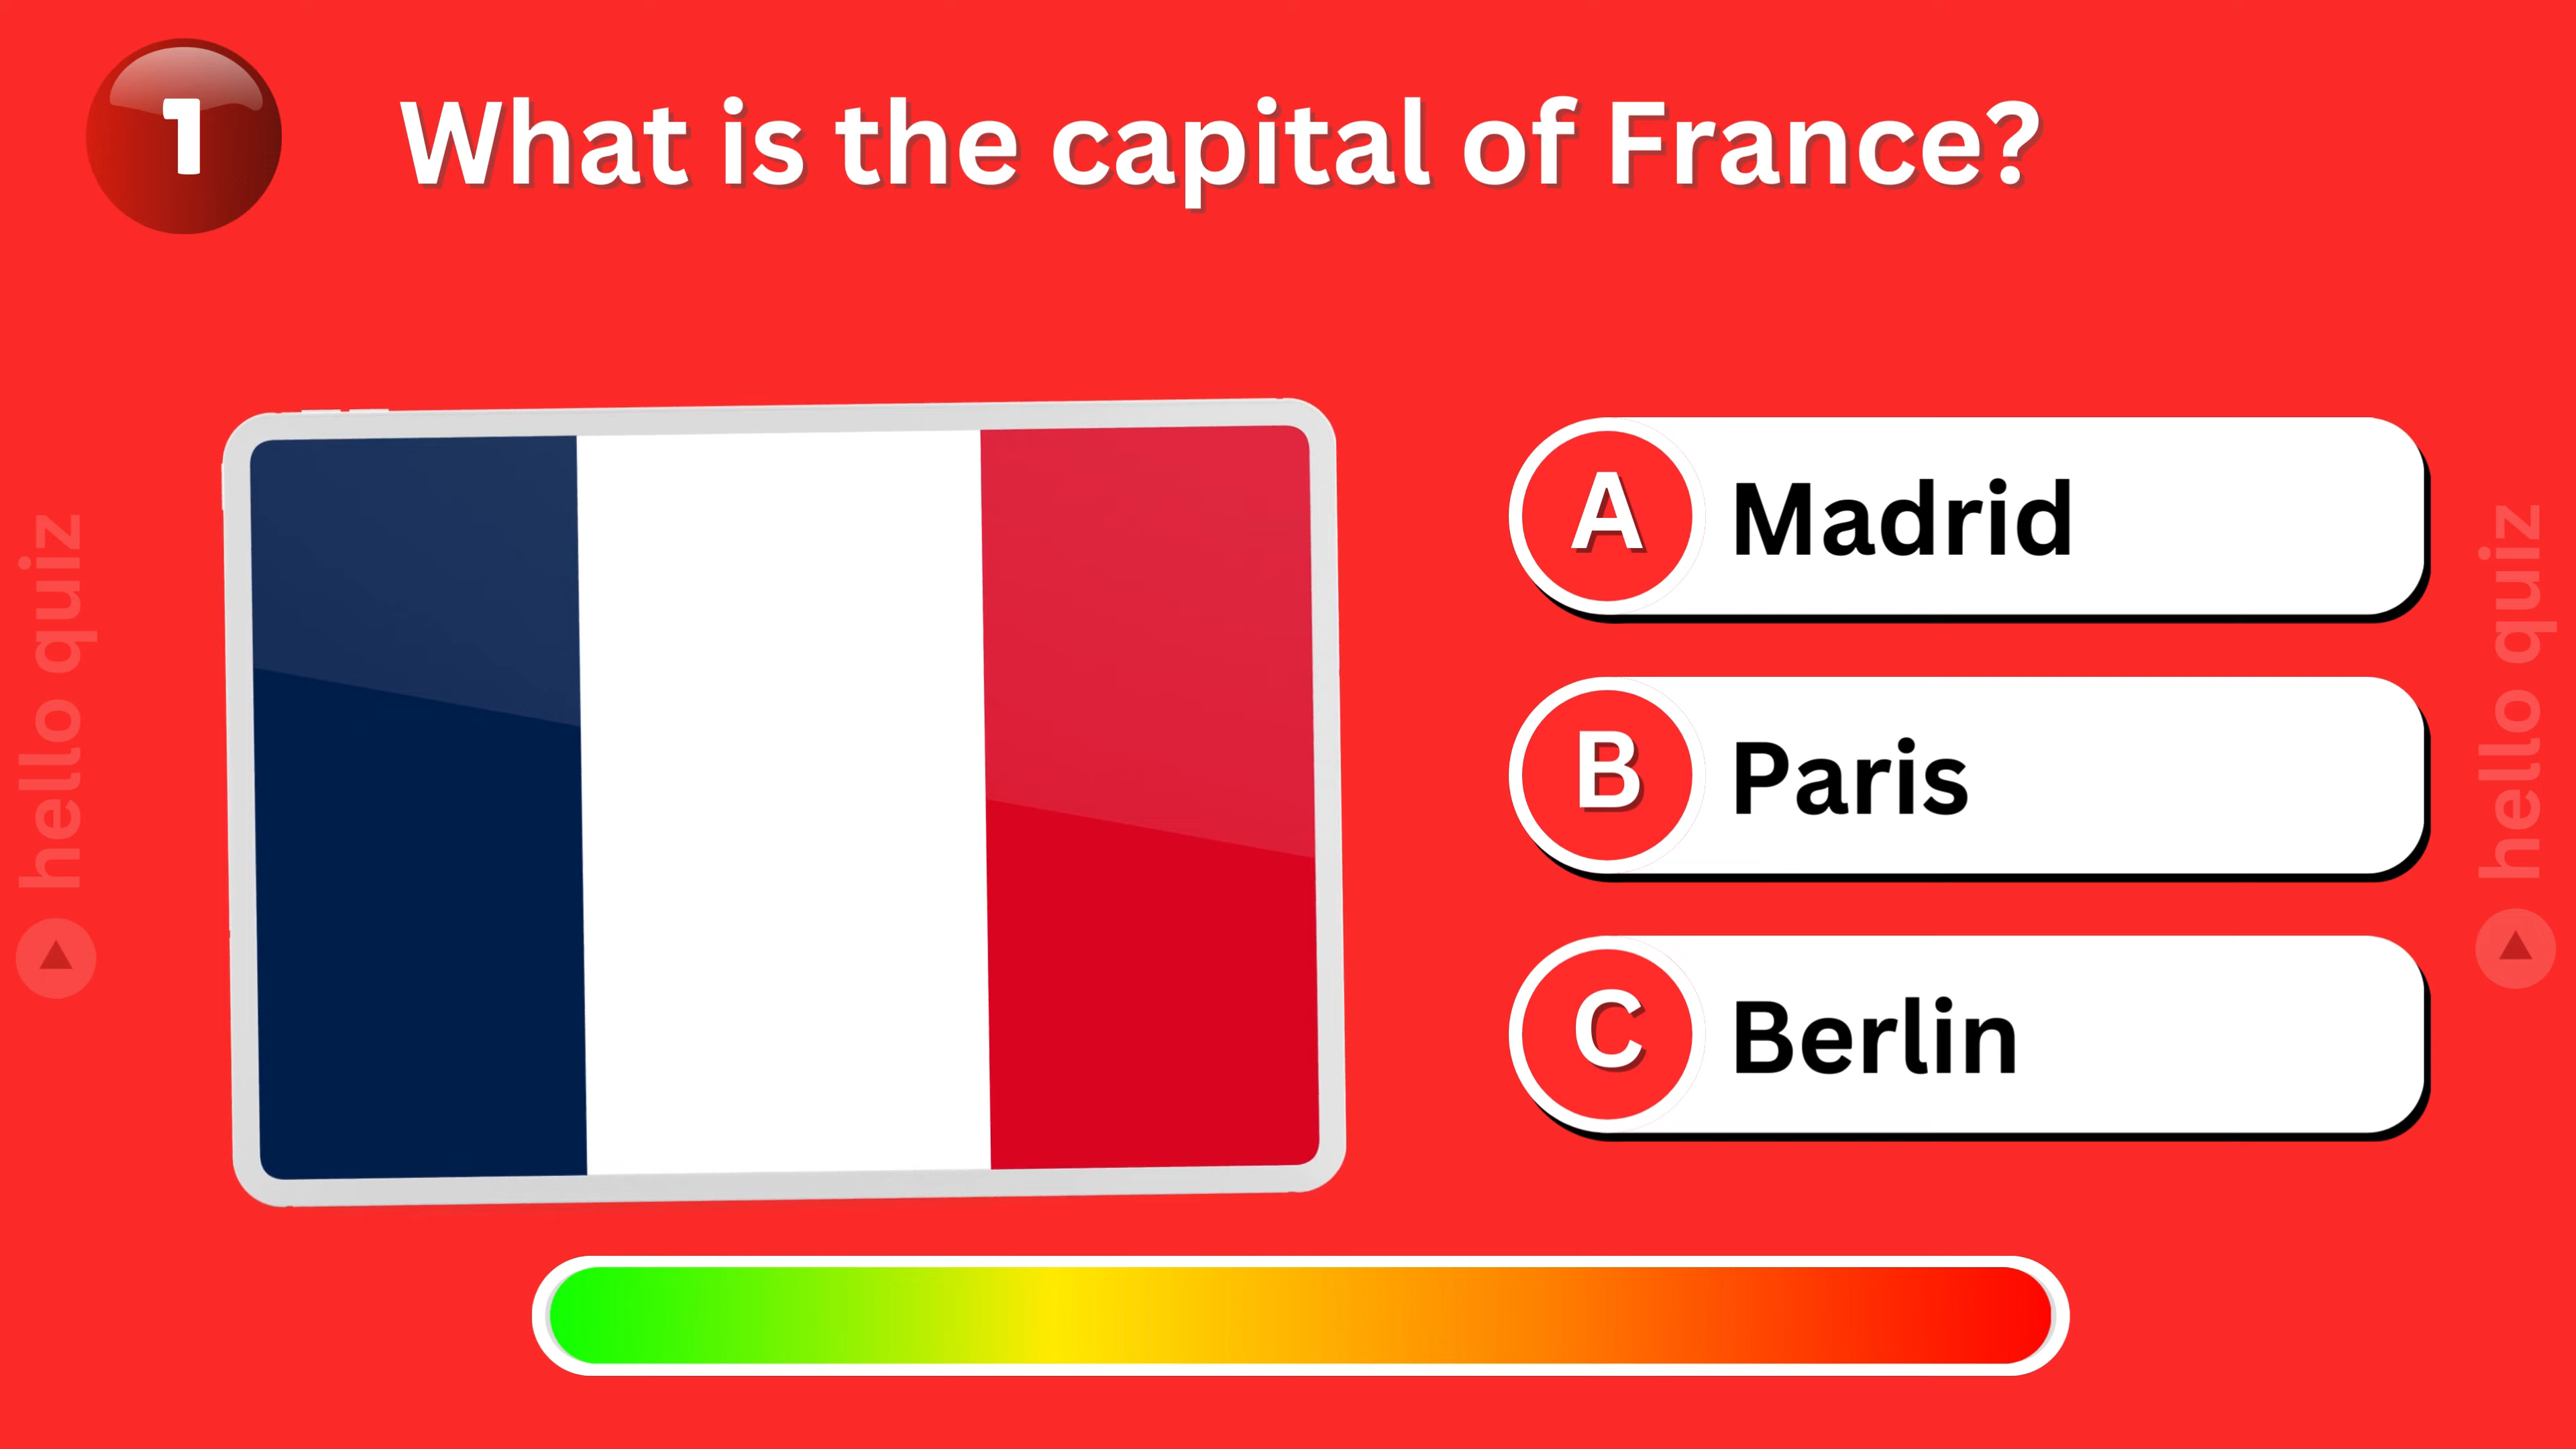 1
What is the capital of France?
A Madrid
B Paris
C Berlin
hello quiz
hello quiz